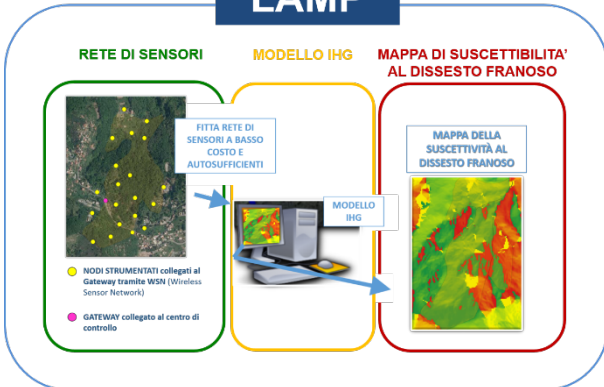 LAMP
RETE DI SENSORI
MODELLO IHG
MAPPA DI SUSCETTIBILITA'
AL DISSESTO FRANOSO
FITTA RETE DI
SENSORI A BASSO
COSTO E
AUTOSUFFICIENTI
NODI STRUMENTATI collegati al
Gateway tramite WSN (Wireless
Sensor Network)
GATEWAY collegato al centro di
controllo
MODELLO
IHG
MAPPA DELLA
SUSCETTIVITÀ AL
DISSESTO FRANOSO